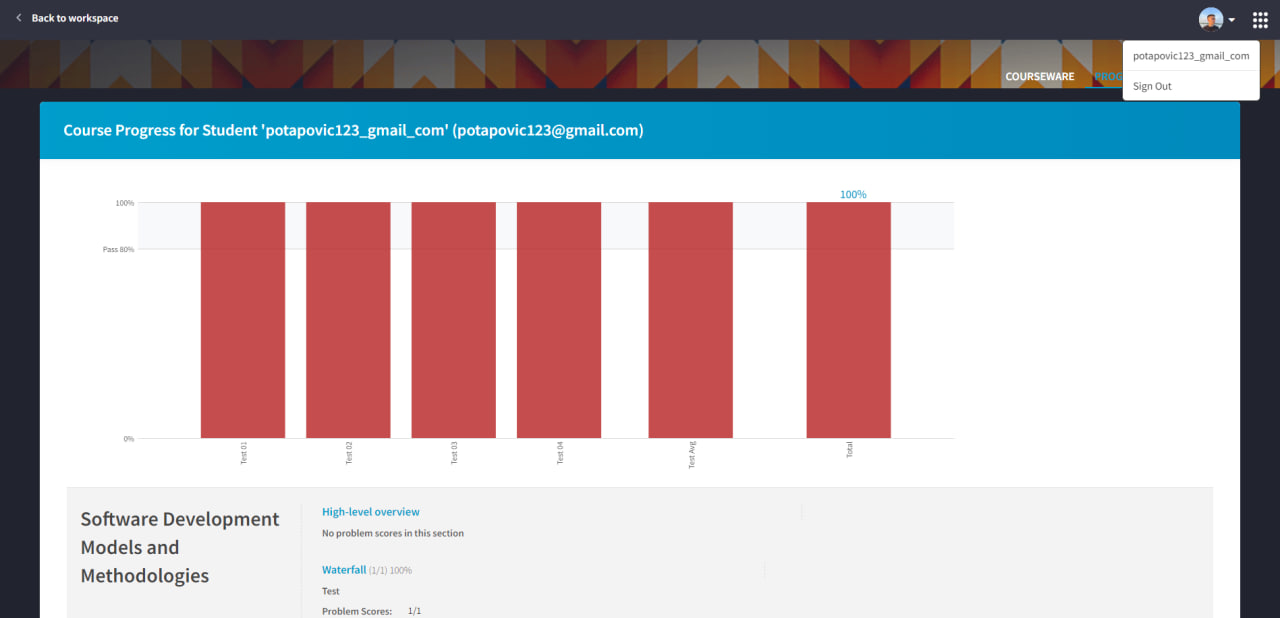 Back to workspace
potapovic123_gmail_com
Sign Out
COURSEWARE
PROG
Course Progress for Student 'potapovic123_gmail_com' (potapovic123@gmail.com)
100%
100%
Pass 80%
0%
Test 01
Test 02
Test 03
Test 04
Test Avg
Total
Software Development
Models and
Methodologies
High-level overview
No problem scores in this section
Waterfall (1/1) 100%
Test
Problem Scores: 1/1